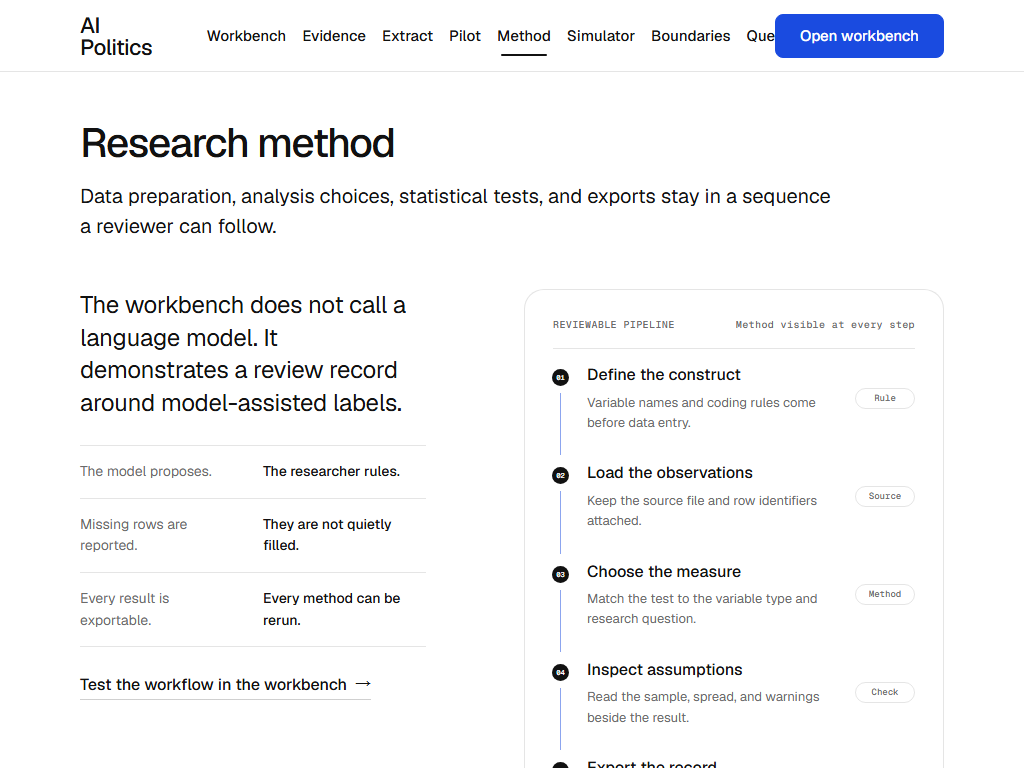 AI
Politics
Workbench Evidence Extract Pilot Method Simulator Boundaries Que
Open workbench
Research method
Data preparation, analysis choices, statistical tests, and exports stay in a sequence
a reviewer can follow.
The workbench does not call a
language model. It
demonstrates a review record
around model-assisted labels.
The model proposes. The researcher rules.
Missing rows are
reported.
They are not quietly
filled.
Every result is
exportable.
Every method can be
rerun.
Test the workflow in the workbench →
REVIEWABLE PIPELINE Method visible at every step
01 Define the construct
Variable names and coding rules come
before data entry.
Rule
02 Load the observations
Keep the source file and row identifiers
attached.
Source
03 Choose the measure
Match the test to the variable type and
research question.
Method
04 Inspect assumptions
Read the sample, spread, and warnings
beside the result.
Check
Export the record